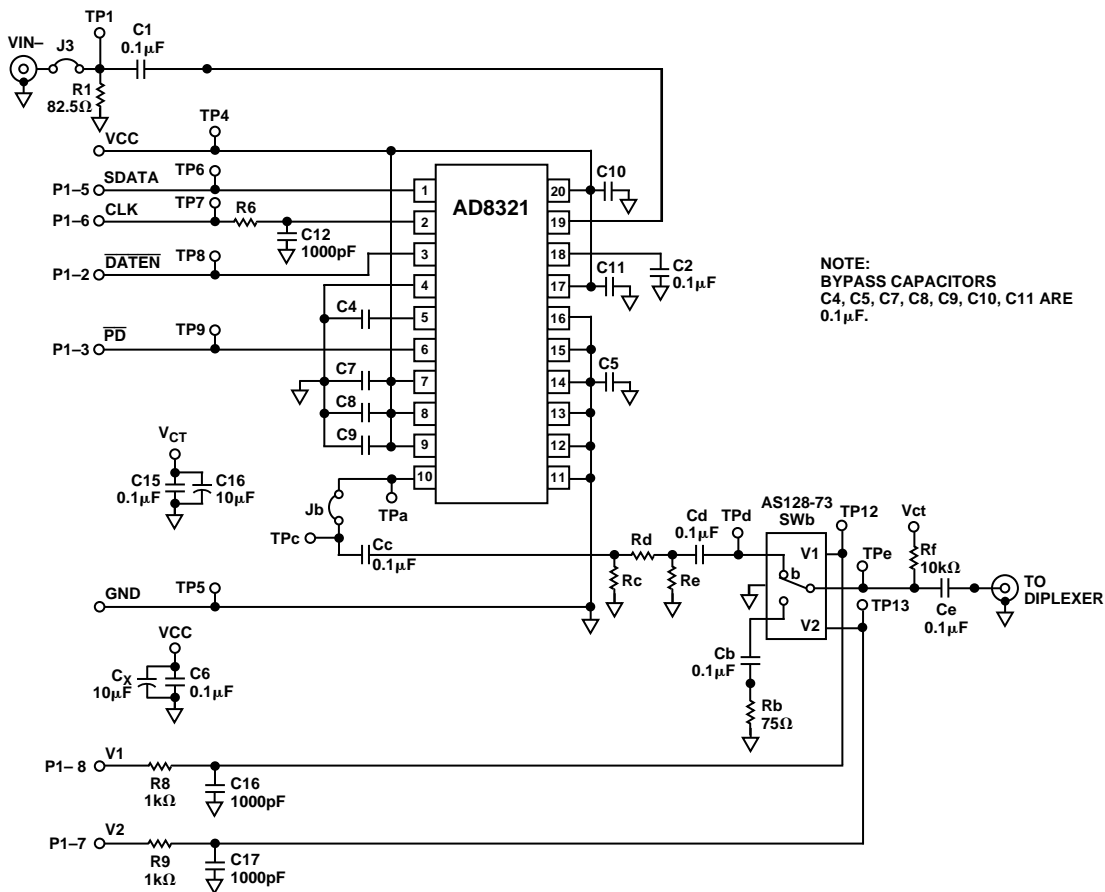 TP1
C1
0.1μF
VIN–
J3
R1
82.5Ω
VCC
TP4
P1–5
SDATA
TP6
P1–6
CLK
TP7
R6
C12
1000pF
P1–2
DATEN
TP8
P1–3
PD
TP9
C4
C7
C8
C9
AD8321
1
2
3
4
5
6
7
8
9
10
20
19
18
17
16
15
14
13
12
11
C10
C11
C2
0.1μF
C5
NOTE:
BYPASS CAPACITORS
C4, C5, C7, C8, C9, C10, C11 ARE
0.1μF.
VCT
C15
0.1μF
C16
10μF
Jb
TPa
TPc
Cc
0.1μF
Rc
Rd
Re
Cd
0.1μF
TPd
AS128-73
SWb
V1
b
V2
TP12
TPe
TP13
Vct
Rf
10kΩ
Ce
0.1μF
TO
DIPLEXER
Cb
0.1μF
Rb
75Ω
GND
TP5
VCC
CX
10μF
C6
0.1μF
P1– 8
V1
R8
1kΩ
C16
1000pF
P1–7
V2
R9
1kΩ
C17
1000pF